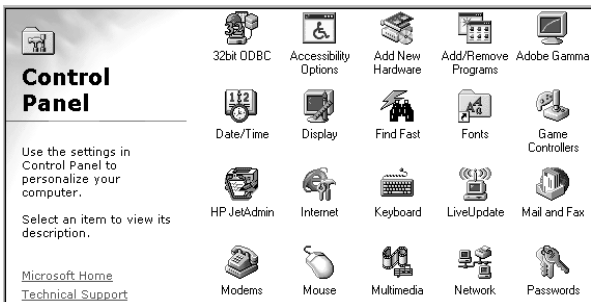 Control
Panel
Use the settings in
Control Panel to
personalize your
computer.
Select an item to view its
description.
Microsoft Home
Technical Support
32bit ODBC
Accessibility
Options
Add New
Hardware
Add/Remove
Programs
Adobe Gamma
Date/Time
Display
Find Fast
Fonts
Game
Controllers
HP JetAdmin
Internet
Keyboard
LiveUpdate
Mail and Fax
Modems
Mouse
Multimedia
Network
Passwords